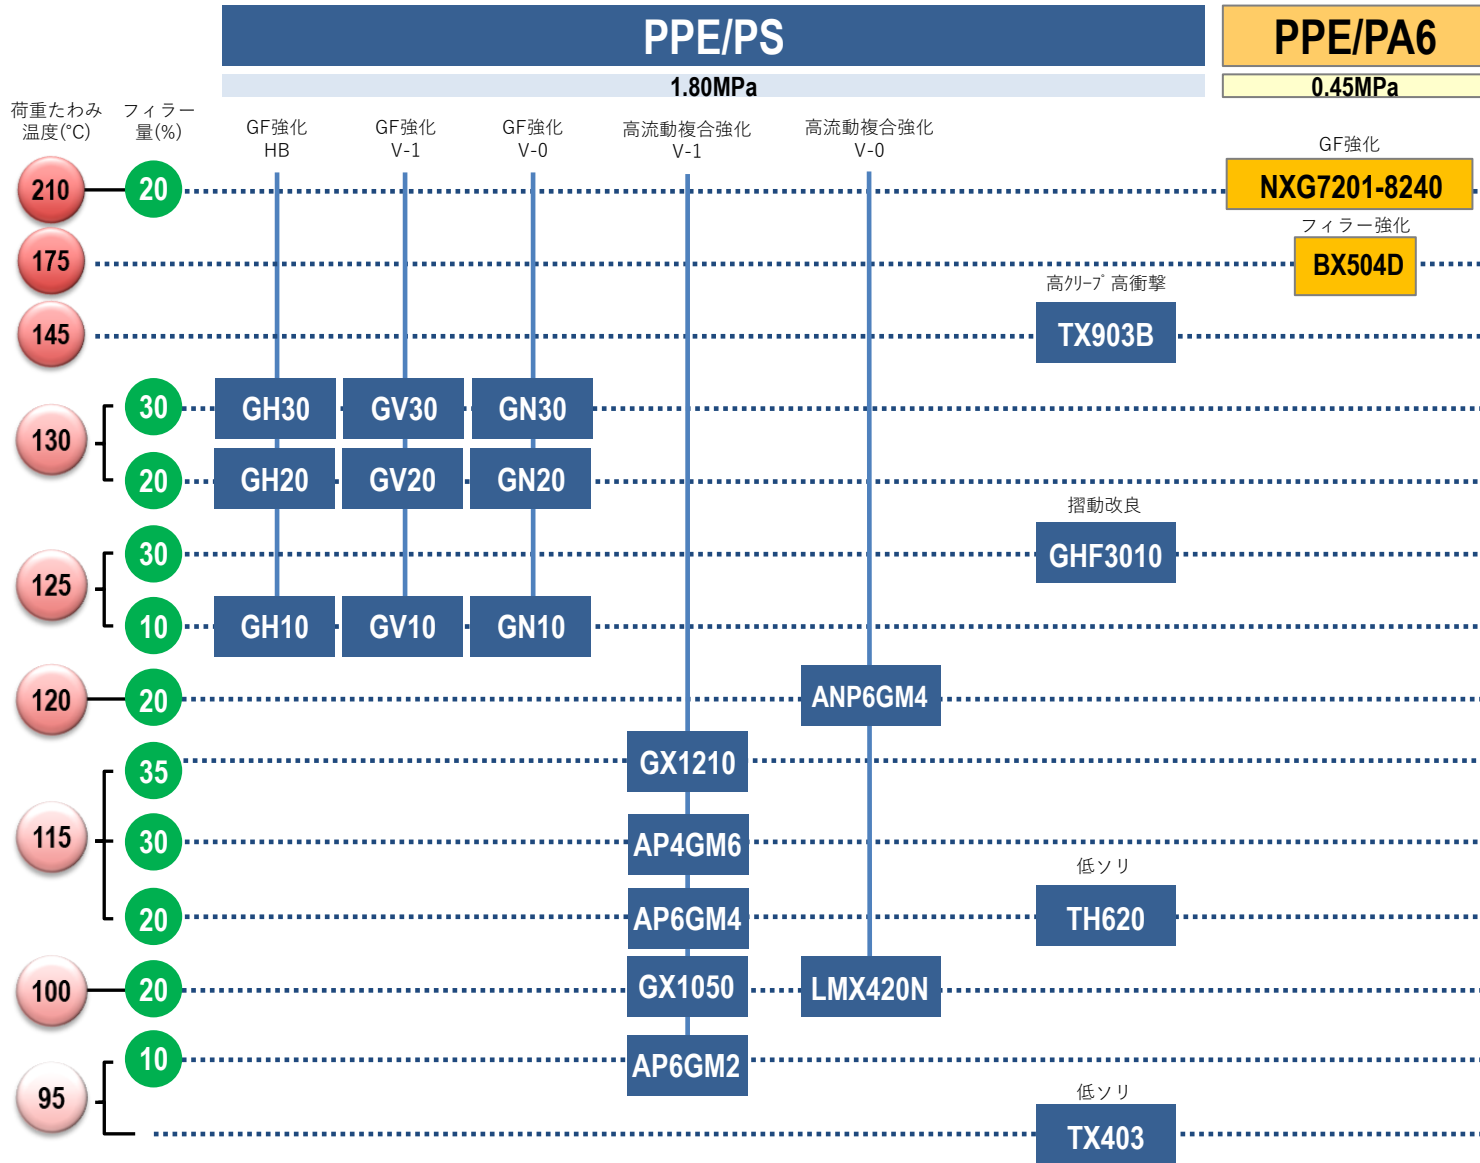 PPE/PS
PPE/PA6
1.80MPa
0.45MPa
荷重たわみ
温度(℃)
フィラー
量(%)
GF強化
HB
GF強化
V-1
GF強化
V-0
高流動複合強化
V-1
高流動複合強化
V-0
GF強化
210
20
NXG7201-8240
フィラー強化
175
BX504D
高ｸﾘｰﾌﾟ 高衝撃
145
TX903B
130
30
GH30
GV30
GN30
20
GH20
GV20
GN20
摺動改良
125
30
GHF3010
10
GH10
GV10
GN10
120
20
ANP6GM4
115
35
GX1210
30
AP4GM6
低ソリ
20
AP6GM4
TH620
100
20
GX1050
LMX420N
95
10
AP6GM2
低ソリ
TX403